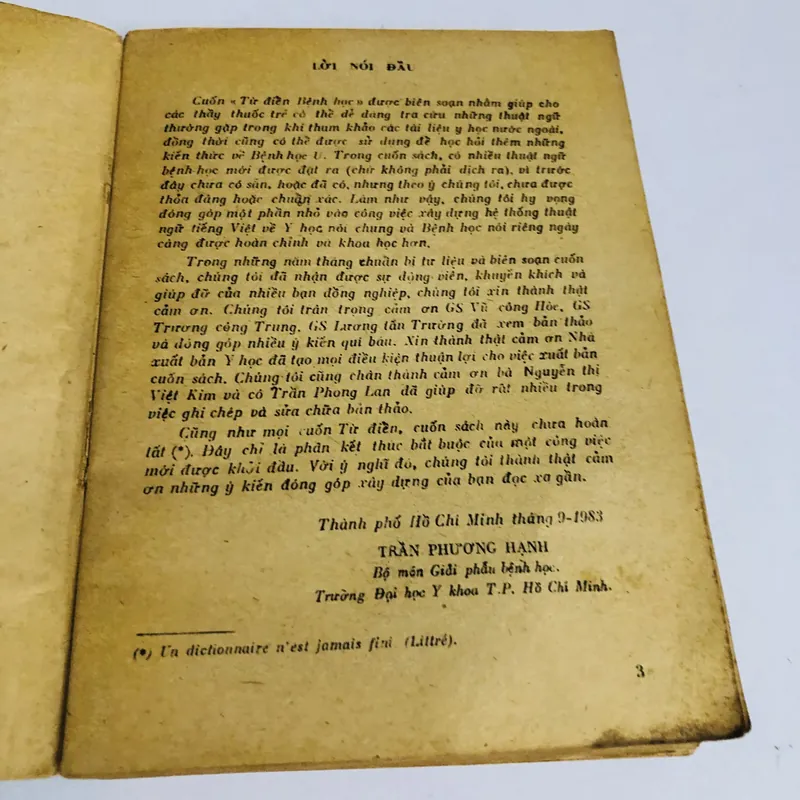 LỜI NÓI ĐẦU
Cuốn « Từ điển Bệnh học » được biên soạn nhằm giúp cho
các thầy thuốc trẻ có thể dễ dàng tra cứu những thuật ngữ
thường gặp trong khi tham khảo các tài liệu y học nước ngoài,
đồng thời cũng có thể được sử dụng để học hỏi thêm những
kiến thức về Bệnh học U. Trong cuốn sách, có nhiều thuật ngữ
bệnh học mới được đặt ra (chứ không phải dịch ra), vì trước
đây chưa có sẵn, hoặc đã có, nhưng theo ý chúng tôi, chưa được
thỏa đáng hoặc chuẩn xác. Làm như vậy, chúng tôi hy vọng
đóng góp một phần nhỏ vào công việc xây dựng hệ thống thuật
ngữ tiếng Việt về Y học nói chung và Bệnh học nói riêng ngày
càng được hoàn chỉnh và khoa học hơn.
Trong những năm tháng chuẩn bị tư liệu và biên soạn cuốn
sách, chúng tôi đã nhận được sự động viên, khuyến khích và
giúp đỡ của nhiều bạn đồng nghiệp, chúng tôi xin thành thật
cảm ơn. Chúng tôi trân trọng cảm ơn GS Vũ công Hòe, GS
Trương công Trung, GS Lương tấn Trường đã xem bản thảo
và đóng góp nhiều ý kiến quí báu. Xin thành thật cảm ơn Nhà
xuất bản Y học đã tạo mọi điều kiện thuận lợi cho việc xuất bản
cuốn sách. Chúng tôi cũng chân thành cảm ơn bà Nguyễn thị
Việt Kim và cô Trần Phong Lan đã giúp đỡ rất nhiều trong
việc ghi chép và sửa chữa bản thảo.
Cũng như mọi cuốn Từ điển, cuốn sách này chưa hoàn
tất (*). Đây chỉ là phần kết thúc bắt buộc của một công việc
mới được khởi đầu. Với ý nghĩ đó, chúng tôi thành thật cảm
ơn những ý kiến đóng góp xây dựng của bạn đọc xa gần.
Thành phố Hồ Chí Minh tháng 9-1983
TRẦN PHƯƠNG HẠNH
Bộ môn Giải phẫu bệnh học.
Trường Đại học Y khoa T.P. Hồ Chí Minh.
(*) Un dictionnaire n'est jamais fini (Littré).
3